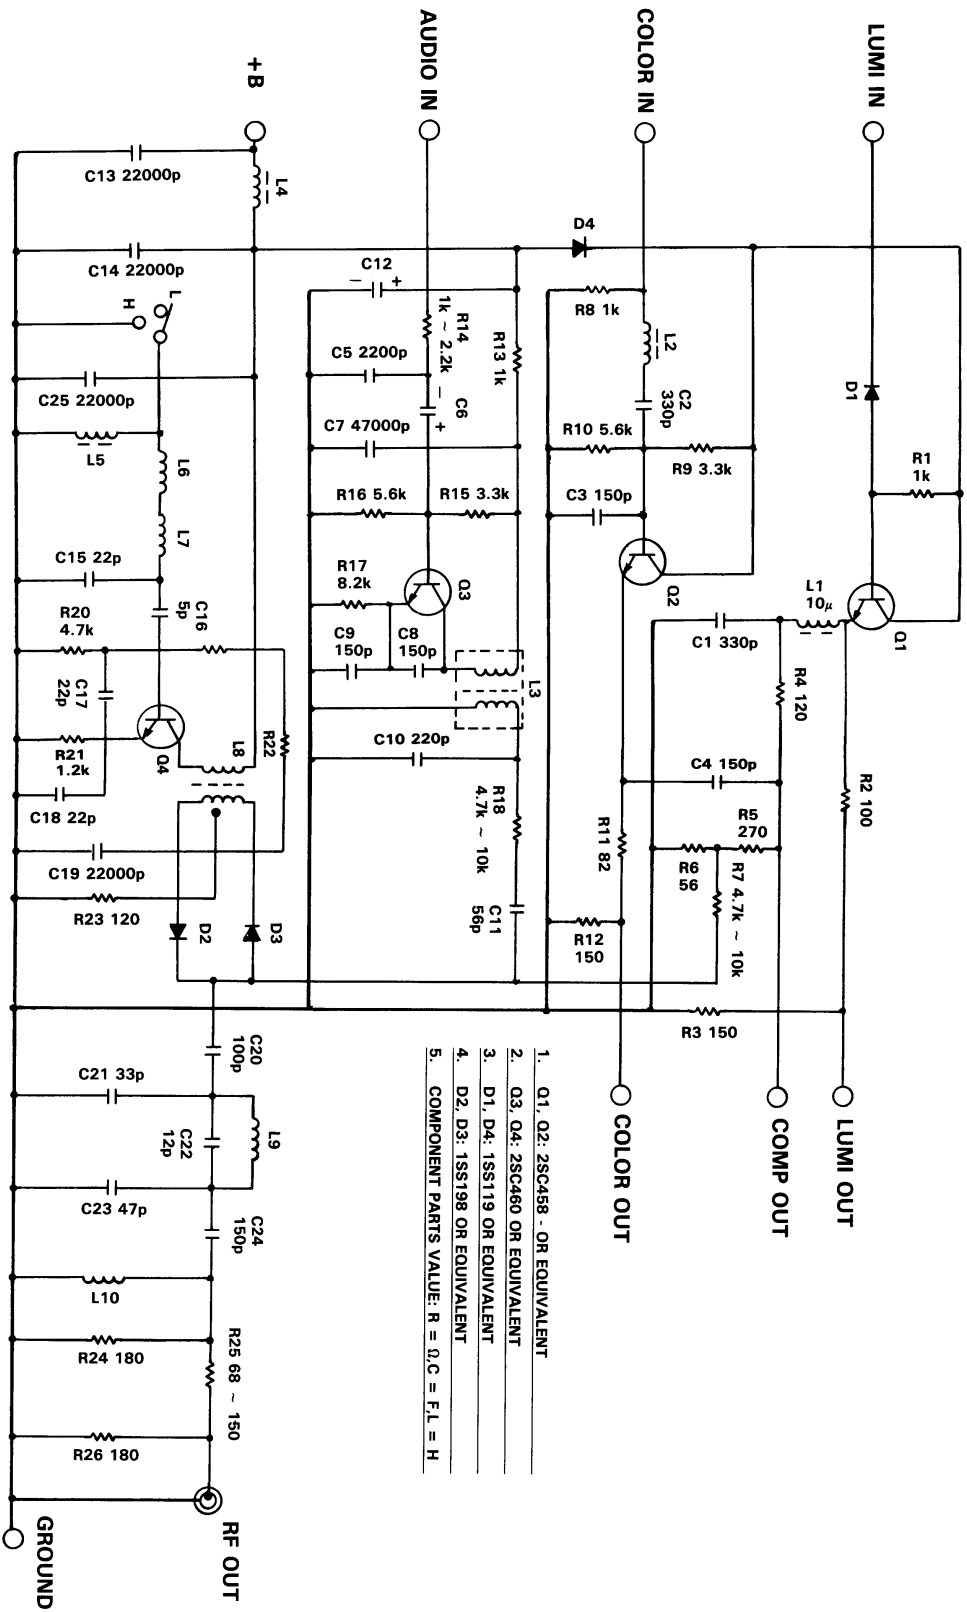 LUMI IN
COLOR IN
AUDIO IN
+B
D1
R1
1k
Q1
L1
10μ
C1 330p
R4 120
R2 100
C4 150p
R5
270
R6
56
R7 4.7k ~ 10k
R3 150
LUMI OUT
COMP OUT
COLOR OUT
D4
R8 1k
L2
C2
330p
R10 5.6k
R9 3.3k
C3 150p
Q2
R11 82
R12
150
C12
−
+
R14
1k ~ 2.2k
R13 1k
C5 2200p
−
C6
+
C7 47000p
R16 5.6k
R15 3.3k
R17
8.2k
Q3
C9
150p
C8
150p
L3
C10 220p
R18
4.7k ~ 10k
C11
56p
C13 22000p
L4
C14 22000p
L
H
C25 22000p
L5
L6
L7
C15 22p
C16
5p
R20
4.7k
C17
22p
R21
1.2k
Q4
L8
R22
C18 22p
C19 22000p
R23 120
D2
D3
C20
100p
C21 33p
C22
12p
L9
C23 47p
C24
150p
L10
R24 180
R25 68 ~ 150
R26 180
RF OUT
GROUND
1. Q1, Q2: 2SC458 - OR EQUIVALENT
2. Q3, Q4: 2SC460 OR EQUIVALENT
3. D1, D4: 1SS119 OR EQUIVALENT
4. D2, D3: 1SS198 OR EQUIVALENT
5. COMPONENT PARTS VALUE: R = Ω,C = F,L = H